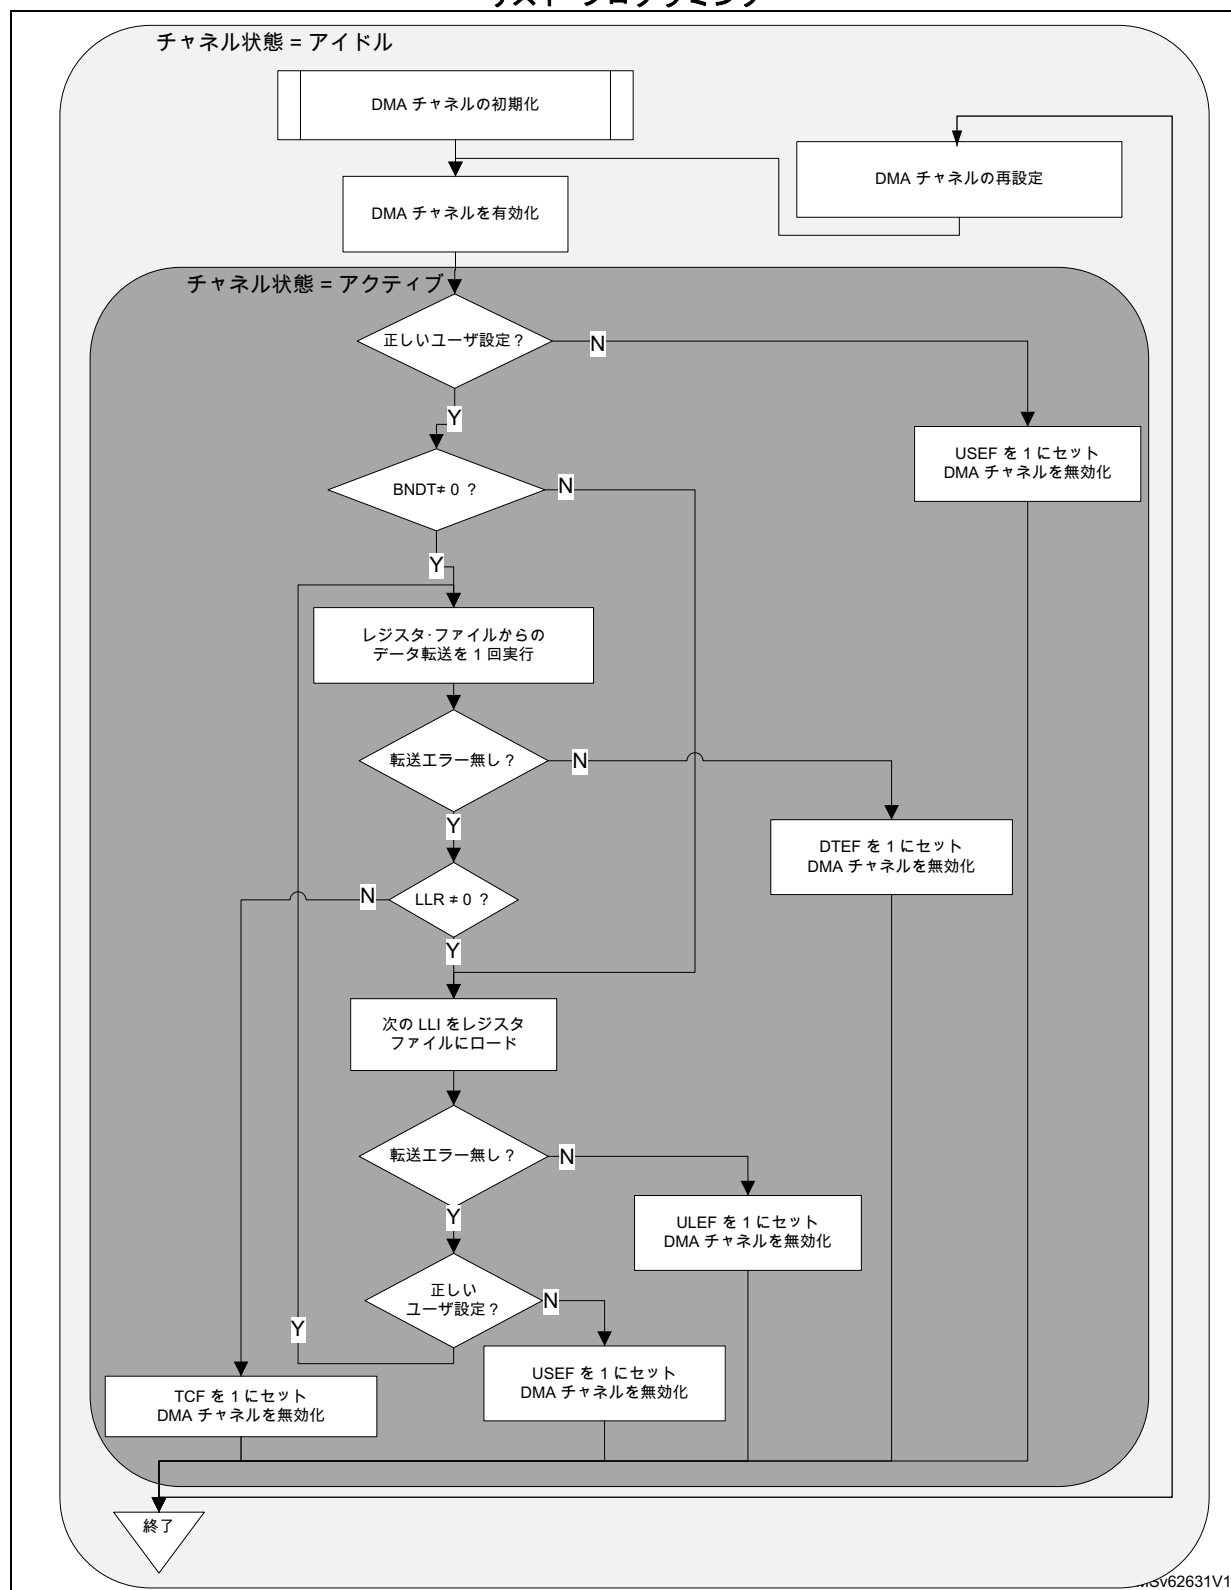 チャネル状態 = アイドル
DMA チャネルの初期化
DMA チャネルの再設定
DMA チャネルを有効化
チャネル状態 = アクティブ
正しいユーザ設定？
N
Y
USEF を 1 にセット
DMA チャネルを無効化
BNDT≠ 0 ？
N
Y
レジスタ·ファイルからの
データ転送を 1 回実行
転送エラー無し？
N
Y
DTEF を 1 にセット
DMA チャネルを無効化
LLR ≠ 0 ？
N
Y
次の LLI をレジスタ
ファイルにロード
転送エラー無し？
N
Y
ULEF を 1 にセット
DMA チャネルを無効化
正しい
ユーザ設定？
N
Y
USEF を 1 にセット
DMA チャネルを無効化
TCF を 1 にセット
DMA チャネルを無効化
終了